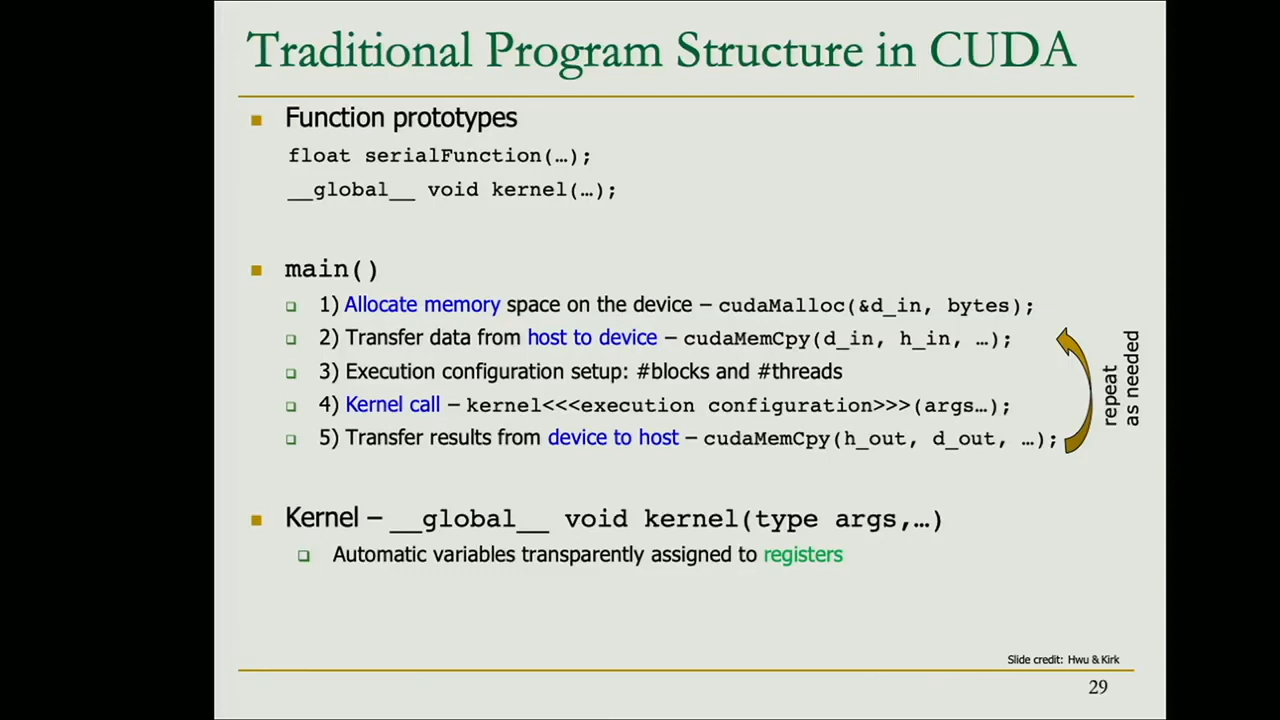 Traditional Program Structure in CUDA
Function prototypes
float serialFunction(…);
__global__ void kernel(…);
main()
1) Allocate memory space on the device – cudaMalloc(&d_in, bytes);
2) Transfer data from host to device – cudaMemCpy(d_in, h_in, …);
3) Execution configuration setup: #blocks and #threads
4) Kernel call – kernel<<<execution configuration>>>(args…);
5) Transfer results from device to host – cudaMemCpy(h_out, d_out, …);
repeat
as needed
Kernel – __global__ void kernel(type args,…)
Automatic variables transparently assigned to registers
Slide credit: Hwu & Kirk
29